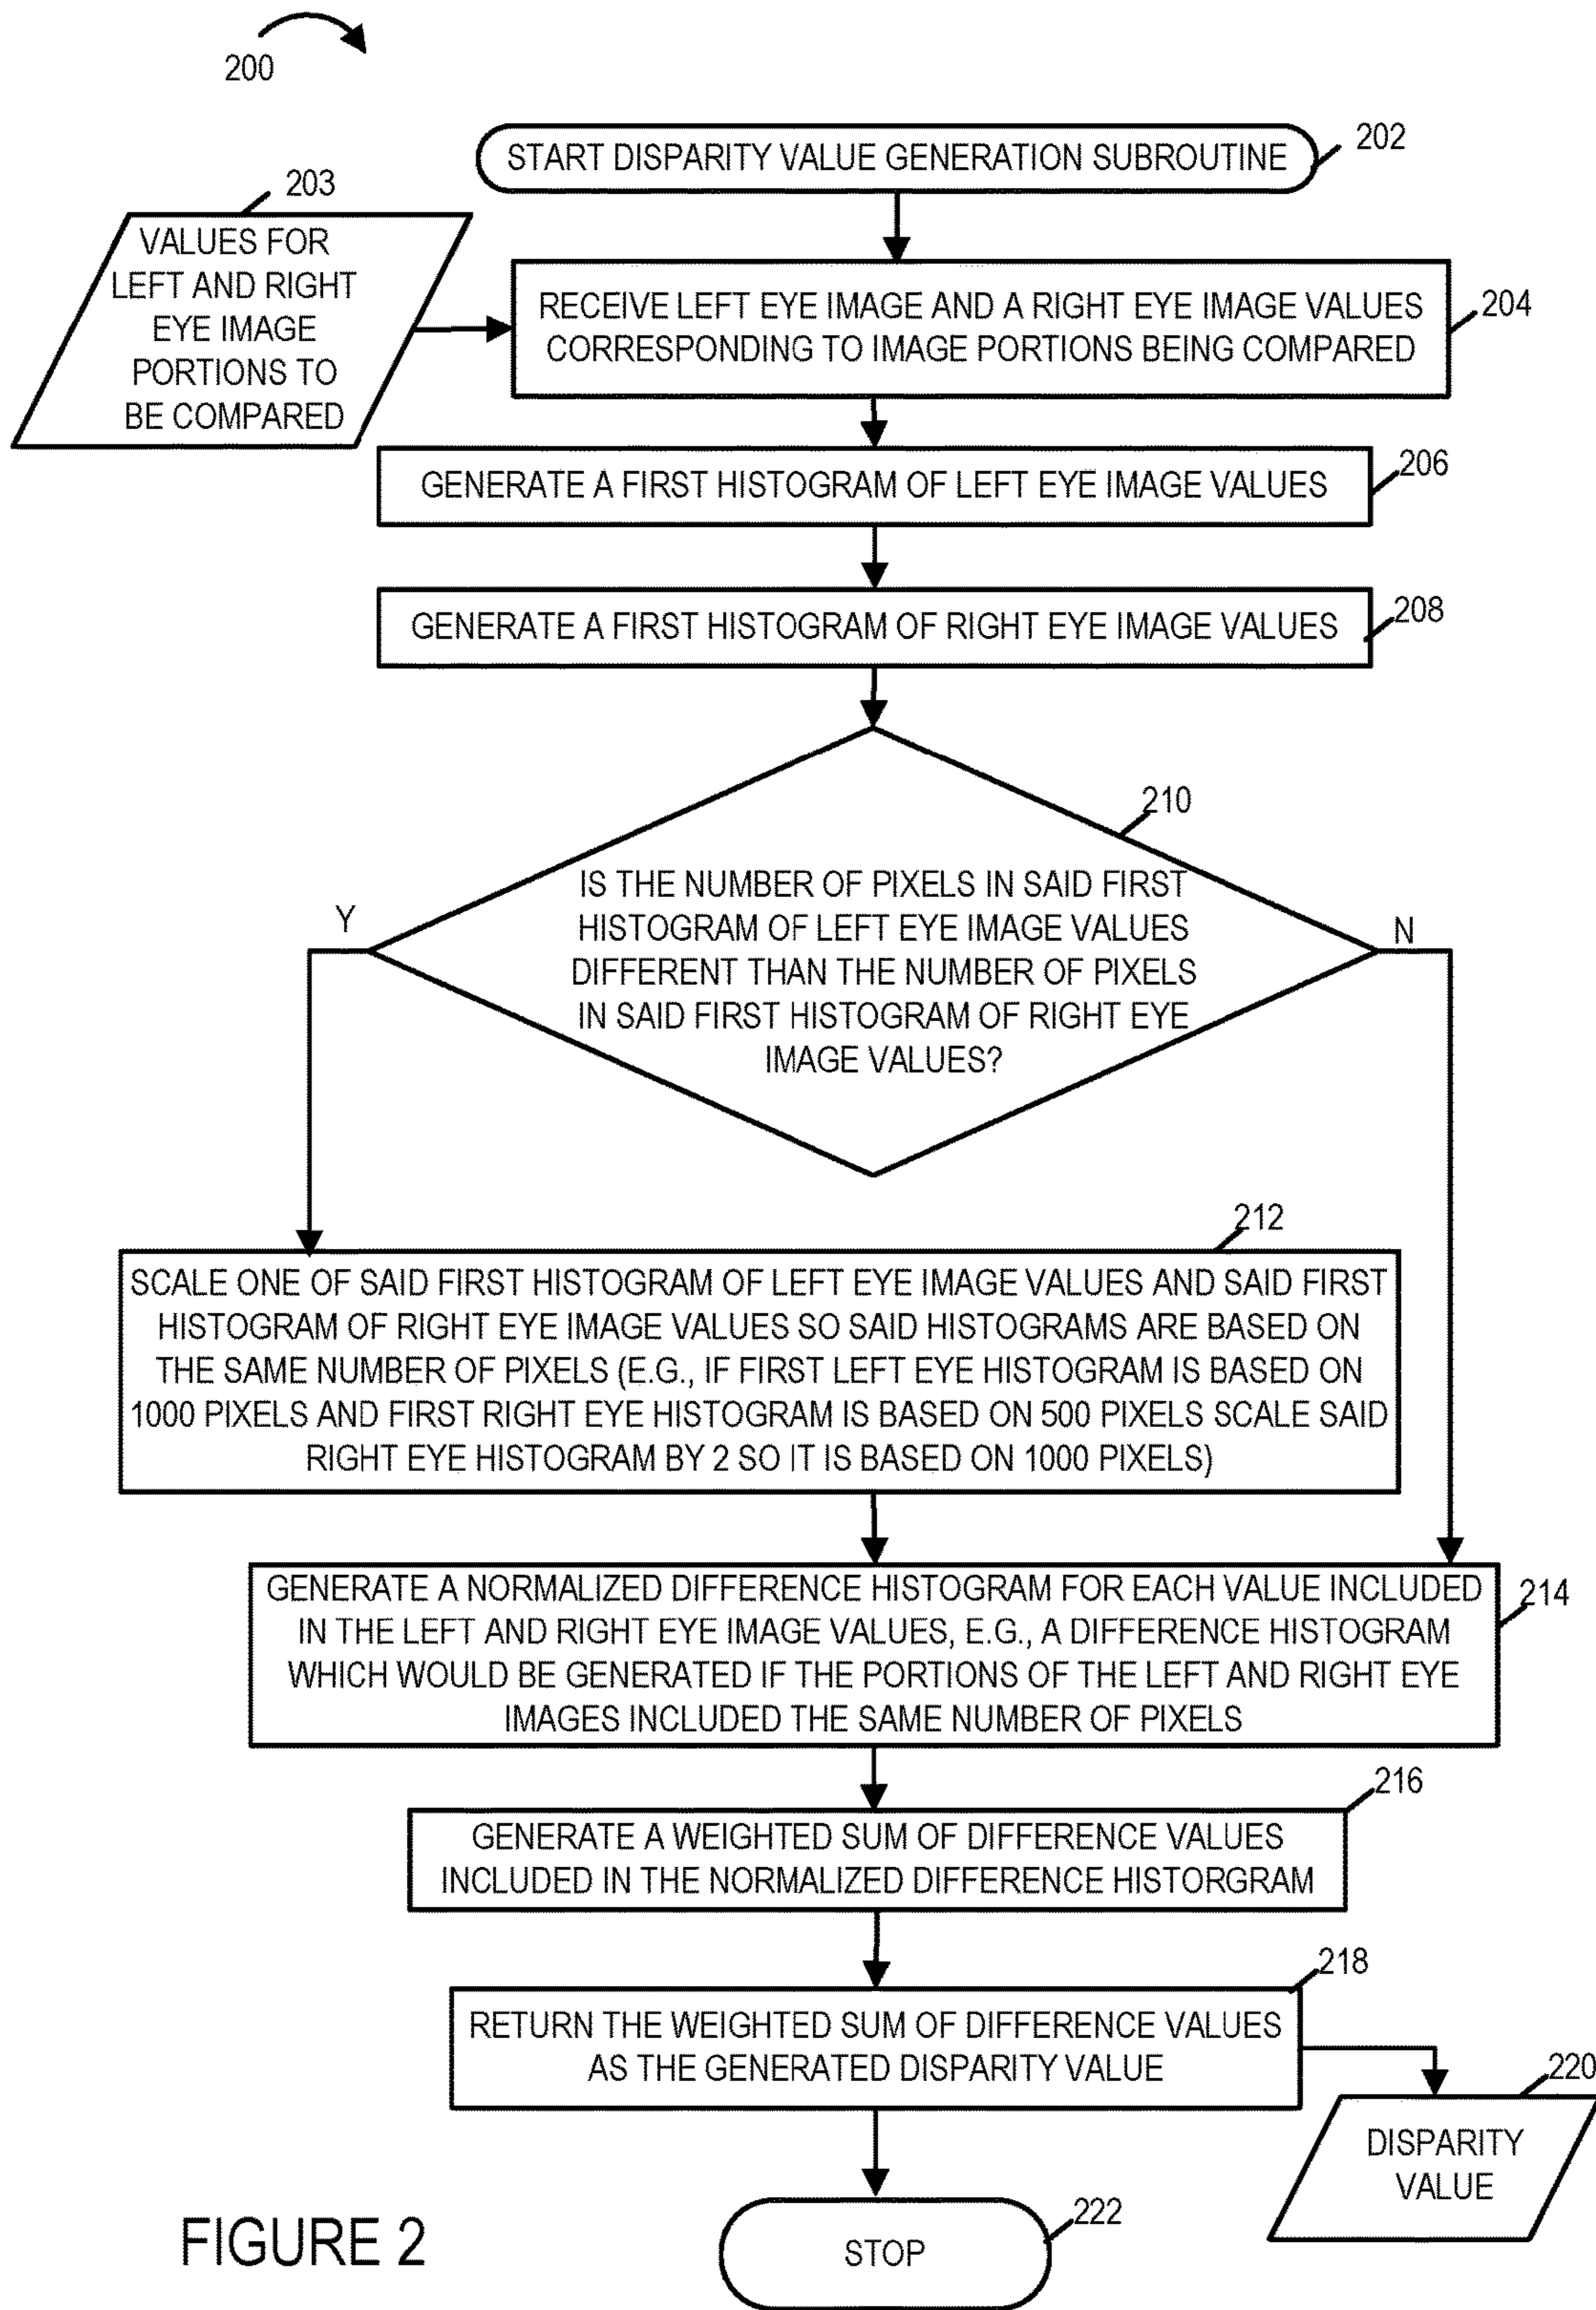 200
START DISPARITY VALUE GENERATION SUBROUTINE
202
203
VALUES FOR
LEFT AND RIGHT
EYE IMAGE
PORTIONS TO
BE COMPARED
RECEIVE LEFT EYE IMAGE AND A RIGHT EYE IMAGE VALUES
CORRESPONDING TO IMAGE PORTIONS BEING COMPARED
204
GENERATE A FIRST HISTOGRAM OF LEFT EYE IMAGE VALUES
206
GENERATE A FIRST HISTOGRAM OF RIGHT EYE IMAGE VALUES
208
210
IS THE NUMBER OF PIXELS IN SAID FIRST
HISTOGRAM OF LEFT EYE IMAGE VALUES
DIFFERENT THAN THE NUMBER OF PIXELS
IN SAID FIRST HISTOGRAM OF RIGHT EYE
IMAGE VALUES?
Y
N
212
SCALE ONE OF SAID FIRST HISTOGRAM OF LEFT EYE IMAGE VALUES AND SAID FIRST
HISTOGRAM OF RIGHT EYE IMAGE VALUES SO SAID HISTOGRAMS ARE BASED ON
THE SAME NUMBER OF PIXELS (E.G., IF FIRST LEFT EYE HISTOGRAM IS BASED ON
1000 PIXELS AND FIRST RIGHT EYE HISTOGRAM IS BASED ON 500 PIXELS SCALE SAID
RIGHT EYE HISTOGRAM BY 2 SO IT IS BASED ON 1000 PIXELS)
GENERATE A NORMALIZED DIFFERENCE HISTOGRAM FOR EACH VALUE INCLUDED
IN THE LEFT AND RIGHT EYE IMAGE VALUES, E.G., A DIFFERENCE HISTOGRAM
WHICH WOULD BE GENERATED IF THE PORTIONS OF THE LEFT AND RIGHT EYE
IMAGES INCLUDED THE SAME NUMBER OF PIXELS
214
216
GENERATE A WEIGHTED SUM OF DIFFERENCE VALUES
INCLUDED IN THE NORMALIZED DIFFERENCE HISTORGRAM
218
RETURN THE WEIGHTED SUM OF DIFFERENCE VALUES
AS THE GENERATED DISPARITY VALUE
220
DISPARITY
VALUE
222
STOP
FIGURE 2